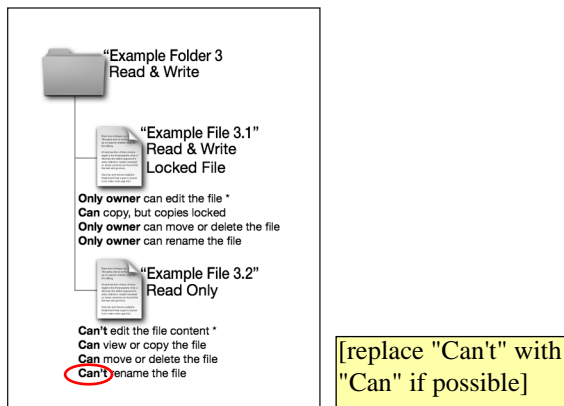 “Example Folder 3
Read & Write
“Example File 3.1”
Read & Write
Locked File
Only owner can edit the file *
Can copy, but copies locked
Only owner can move or delete the file
Only owner can rename the file
“Example File 3.2”
Read Only
Can't edit the file content *
Can view or copy the file
Can move or delete the file
Can't rename the file
[replace "Can't" with
"Can" if possible]